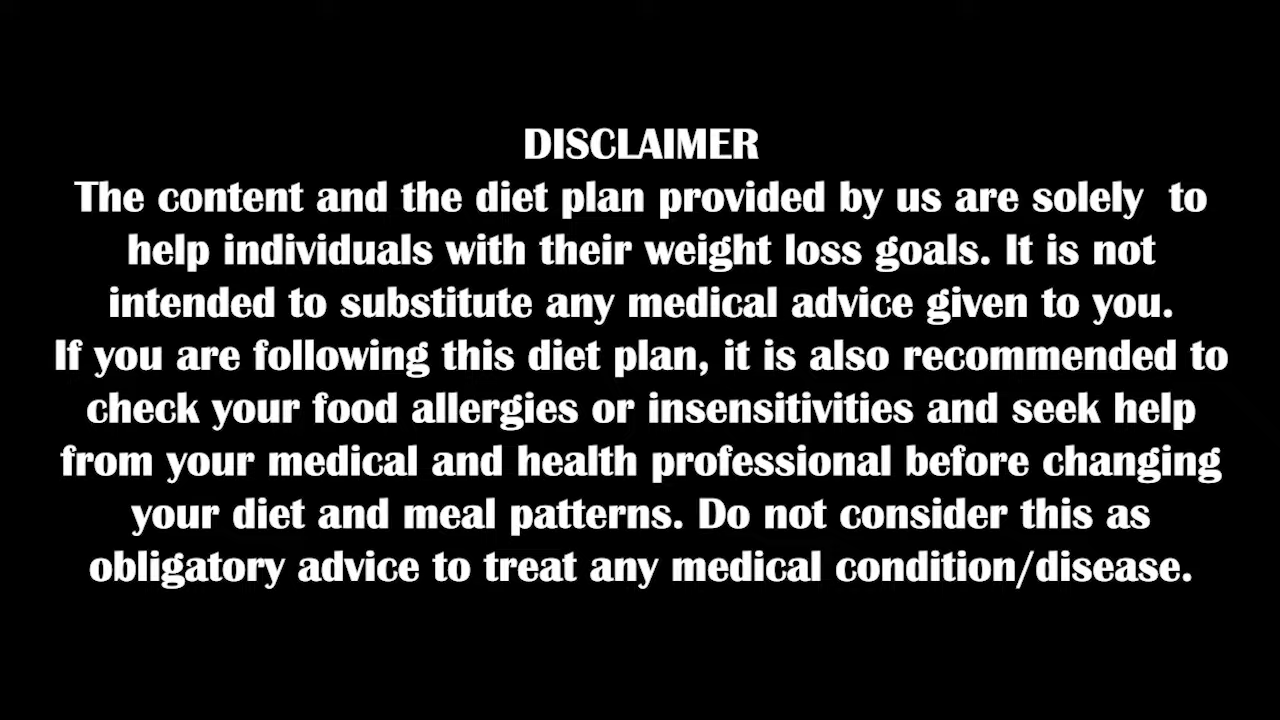 DISCLAIMER
The content and the diet plan provided by us are solely  to
help individuals with their weight loss goals. It is not
intended to substitute any medical advice given to you.
If you are following this diet plan, it is also recommended to
check your food allergies or insensitivities and seek help
from your medical and health professional before changing
your diet and meal patterns. Do not consider this as
obligatory advice to treat any medical condition/disease.